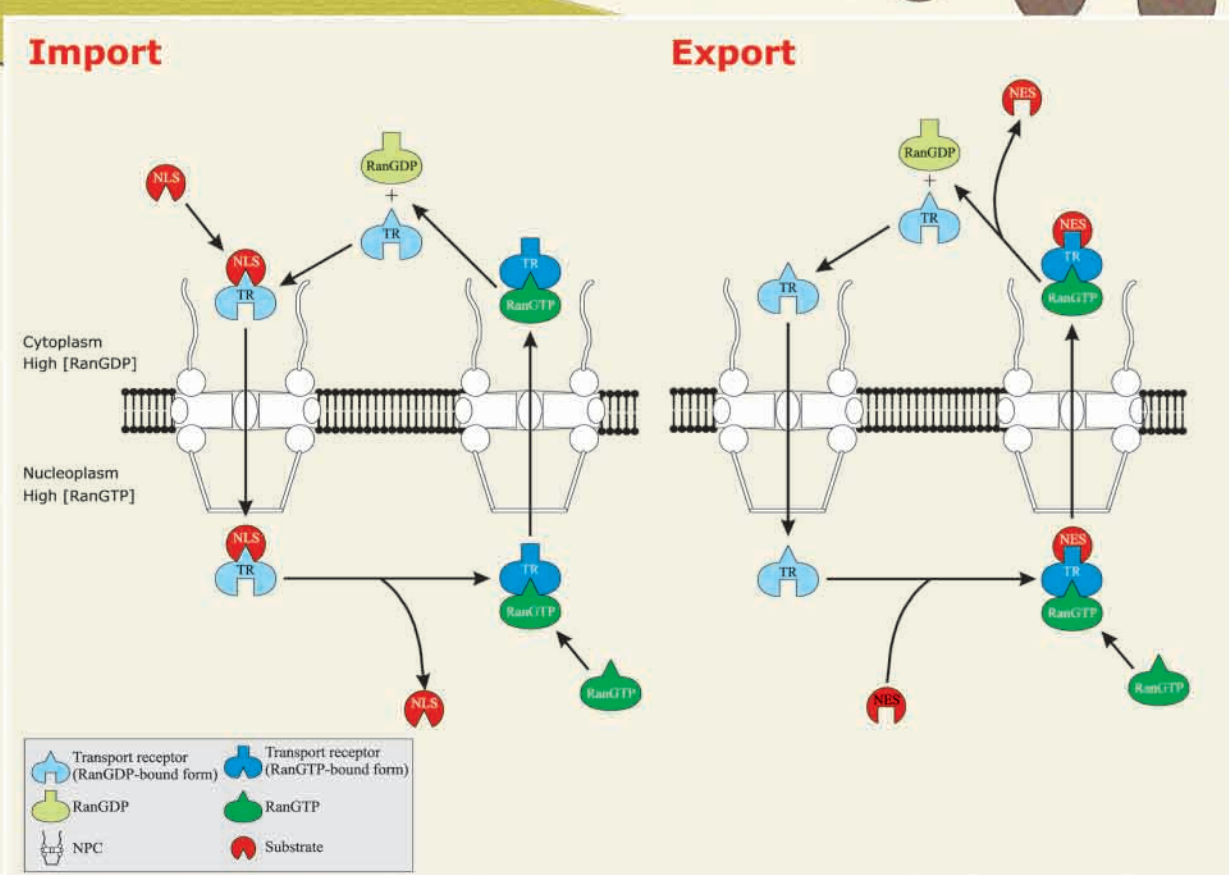 Import
NLS
RanGDP
+
TR
NLS
TR
TR
RanGTP
Cytoplasm
High [RanGDP]
Nucleoplasm
High [RanGTP]
NLS
TR
TR
RanGTP
RanGTP
NLS
Export
NES
RanGDP
+
TR
TR
NES
TR
RanGTP
TR
NES
TR
RanGTP
RanGTP
NES
Transport receptor
(RanGDP-bound form)
Transport receptor
(RanGTP-bound form)
RanGDP
RanGTP
NPC
Substrate